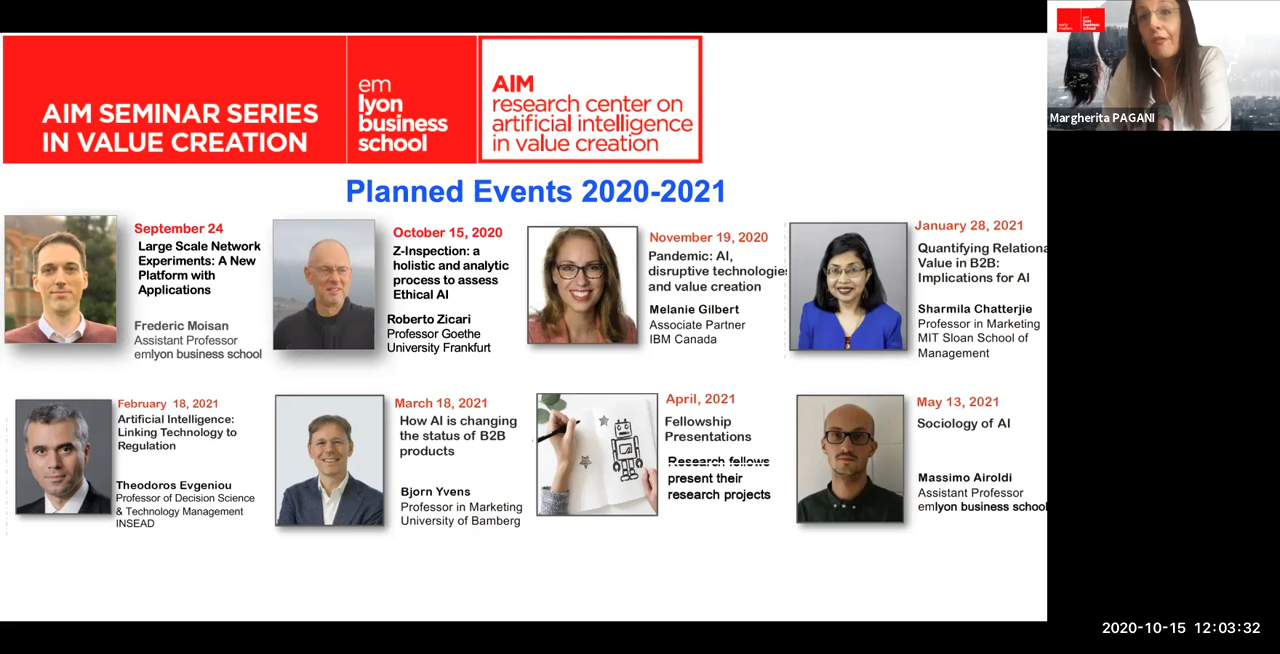 AIM SEMINAR SERIES
IN VALUE CREATION
em
lyon
business
school
AIM
research center on
artificial intelligence
in value creation
Planned Events 2020-2021
September 24
Large Scale Network
Experiments: A New
Platform with
Applications
Frederic Moisan
Assistant Professor
emlyon business school
October 15, 2020
Z-Inspection: a
holistic and analytic
process to assess
Ethical AI
Roberto Zicari
Professor Goethe
University Frankfurt
November 19, 2020
Pandemic: AI,
disruptive technologies
and value creation
Melanie Gilbert
Associate Partner
IBM Canada
January 28, 2021
Quantifying Relationa
Value in B2B:
Implications for AI
Sharmila Chatterjie
Professor in Marketing
MIT Sloan School of
Management
February 18, 2021
Artificial Intelligence:
Linking Technology to
Regulation
Theodoros Evgeniou
Professor of Decision Science
& Technology Management
INSEAD
March 18, 2021
How AI is changing
the status of B2B
products
Bjorn Yvens
Professor in Marketing
University of Bamberg
April, 2021
Fellowship
Presentations
Research fellows
present their
research projects
May 13, 2021
Sociology of AI
Massimo Airoldi
Assistant Professor
emlyon business school
em
lyon
business
school
Margherita PAGANI
2020-10-15 12:03:32